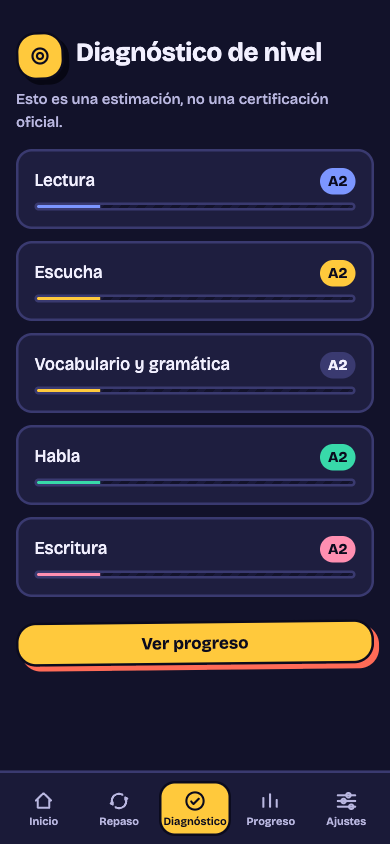 Diagnóstico de nivel
Esto es una estimación, no una certificación
oficial.
Lectura
A2
Escucha
A2
Vocabulario y gramática
A2
Habla
A2
Escritura
A2
Ver progreso
Inicio
Repaso
Diagnóstico
Progreso
Ajustes